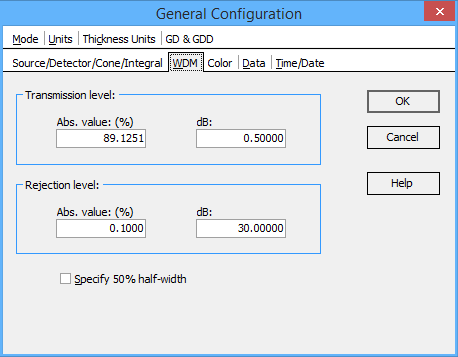 General Configuration
Mode Units Thickness Units GD & GDD
Source/Detector/Cone/Integral WDM Color Data Time/Date
Transmission level:
Abs. value: (%) dB:
89.1251 0.50000
Rejection level:
Abs. value: (%) dB:
0.1000 30.00000
Specify 50% half-width
OK
Cancel
Help